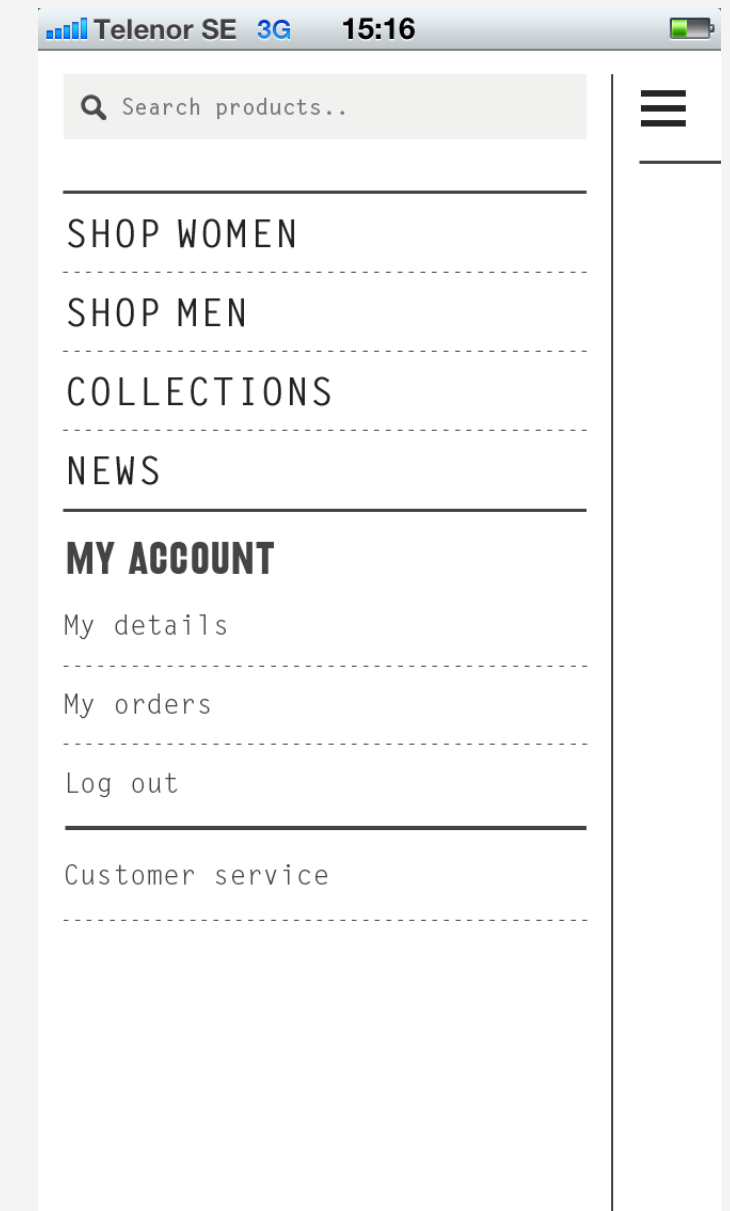 Telenor SE 3G 15:16
Search products..
SHOP WOMEN
SHOP MEN
COLLECTIONS
NEWS
MY ACCOUNT
My details
My orders
Log out
Customer service